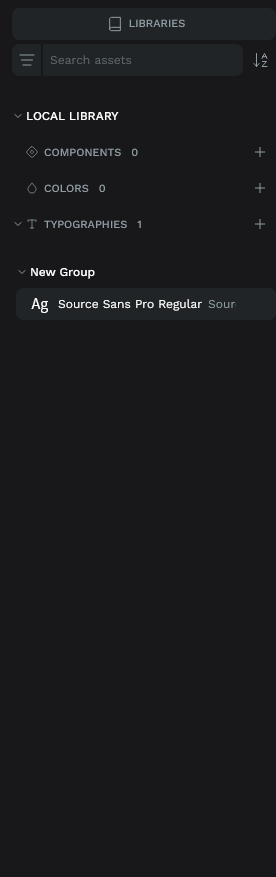 LIBRARIES
Search assets
LOCAL LIBRARY
COMPONENTS 0
COLORS 0
TYPOGRAPHIES 1
New Group
Ag Source Sans Pro Regular Sour